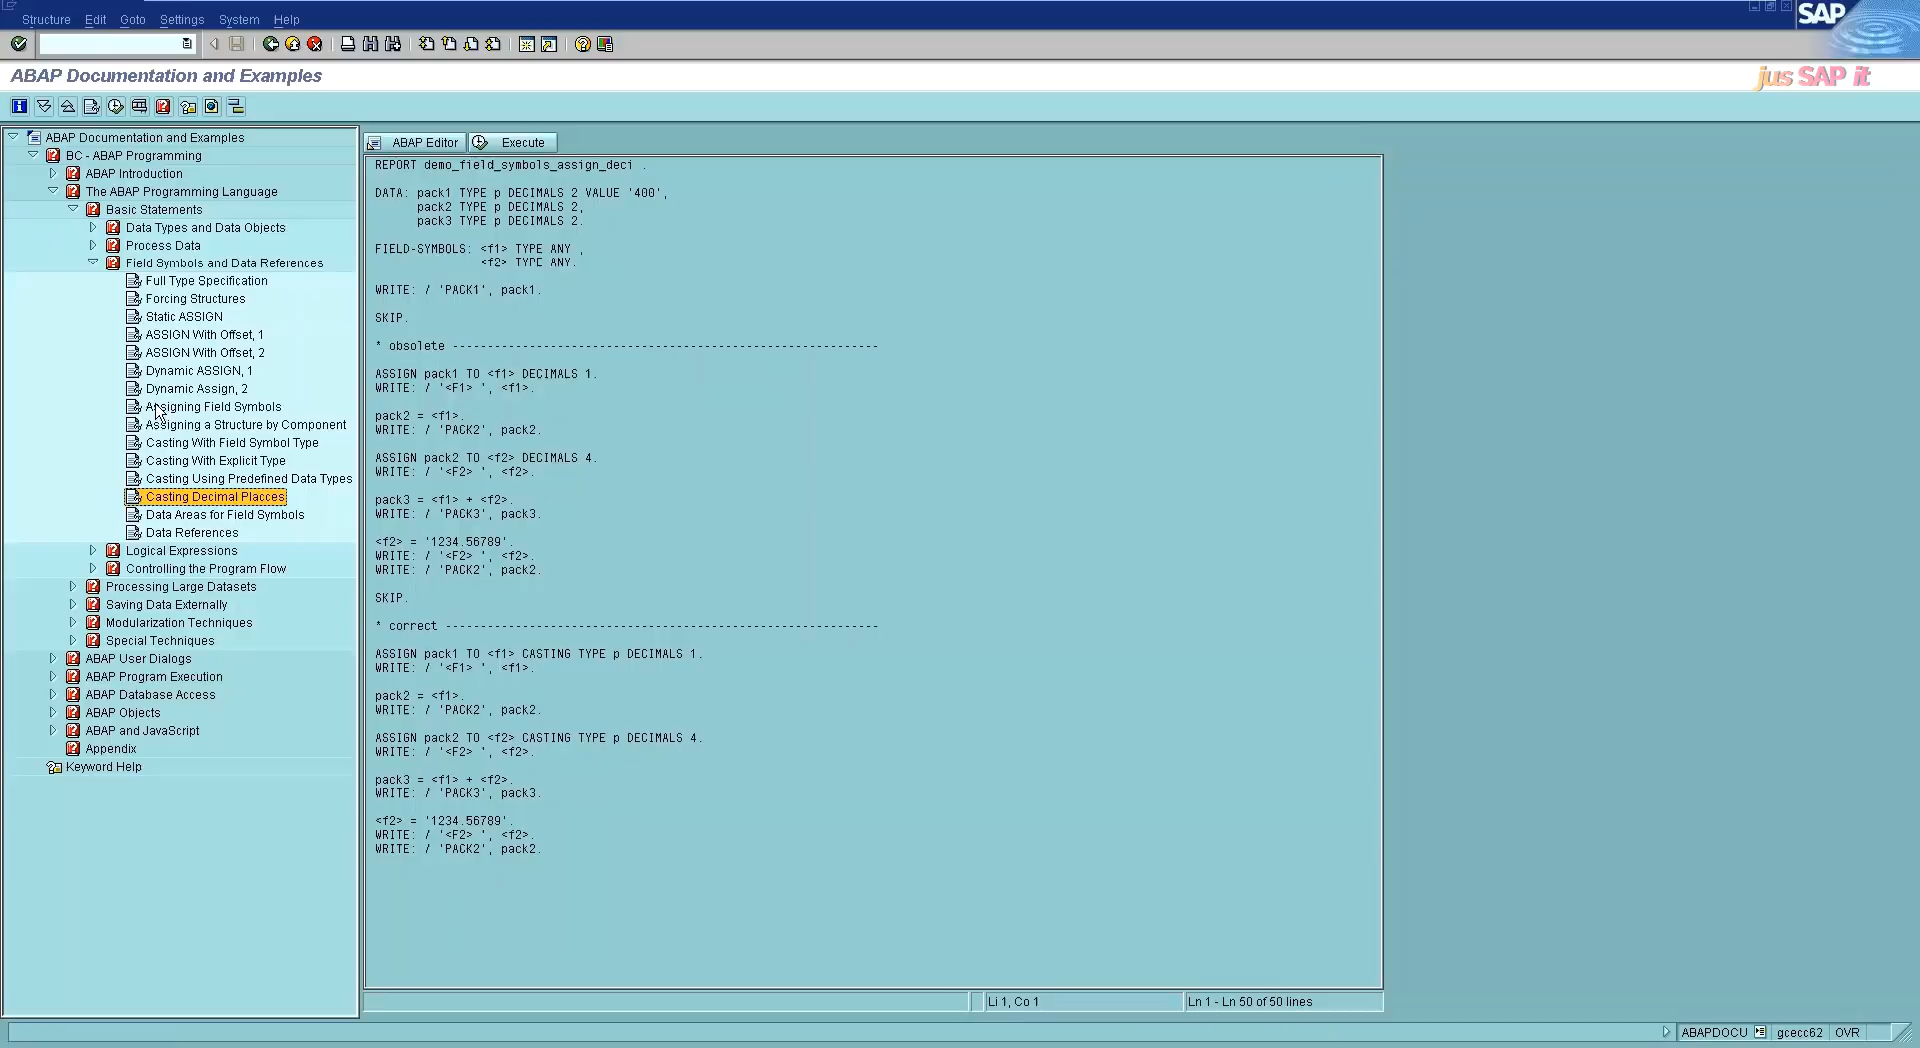 Structure Edit Goto Settings System Help
SAP
ABAP Documentation and Examples
jus SAP it
ABAP Documentation and Examples
BC - ABAP Programming
ABAP Introduction
The ABAP Programming Language
Basic Statements
Data Types and Data Objects
Process Data
Field Symbols and Data References
Full Type Specification
Forcing Structures
Static ASSIGN
ASSIGN With Offset, 1
ASSIGN With Offset, 2
Dynamic ASSIGN, 1
Dynamic Assign, 2
Assigning Field Symbols
Assigning a Structure by Component
Casting With Field Symbol Type
Casting With Explicit Type
Casting Using Predefined Data Types
Casting Decimal Placces
Data Areas for Field Symbols
Data References
Logical Expressions
Controlling the Program Flow
Processing Large Datasets
Saving Data Externally
Modularization Techniques
Special Techniques
ABAP User Dialogs
ABAP Program Execution
ABAP Database Access
ABAP Objects
ABAP and JavaScript
Appendix
Keyword Help
ABAP Editor Execute
REPORT demo_field_symbols_assign_deci .
DATA: pack1 TYPE p DECIMALS 2 VALUE '400',
pack2 TYPE p DECIMALS 2,
pack3 TYPE p DECIMALS 2.
FIELD-SYMBOLS: <f1> TYPE ANY ,
<f2> TYPE ANY.
WRITE: / 'PACK1', pack1.
SKIP.
* obsolete -------------------------------------------------------------
ASSIGN pack1 TO <f1> DECIMALS 1.
WRITE: / '<F1> ', <f1>.
pack2 = <f1>.
WRITE: / 'PACK2', pack2.
ASSIGN pack2 TO <f2> DECIMALS 4.
WRITE: / '<F2> ', <f2>.
pack3 = <f1> + <f2>.
WRITE: / 'PACK3', pack3.
<f2> = '1234.56789'.
WRITE: / '<F2> ', <f2>.
WRITE: / 'PACK2', pack2.
SKIP.
* correct --------------------------------------------------------------
ASSIGN pack1 TO <f1> CASTING TYPE p DECIMALS 1.
WRITE: / '<F1> ', <f1>.
pack2 = <f1>.
WRITE: / 'PACK2', pack2.
ASSIGN pack2 TO <f2> CASTING TYPE p DECIMALS 4.
WRITE: / '<F2> ', <f2>.
pack3 = <f1> + <f2>.
WRITE: / 'PACK3', pack3.
<f2> = '1234.56789'.
WRITE: / '<F2> ', <f2>.
WRITE: / 'PACK2', pack2.
Li 1, Co 1 Ln 1 - Ln 50 of 50 lines
ABAPDOCU gcecc62 OVR